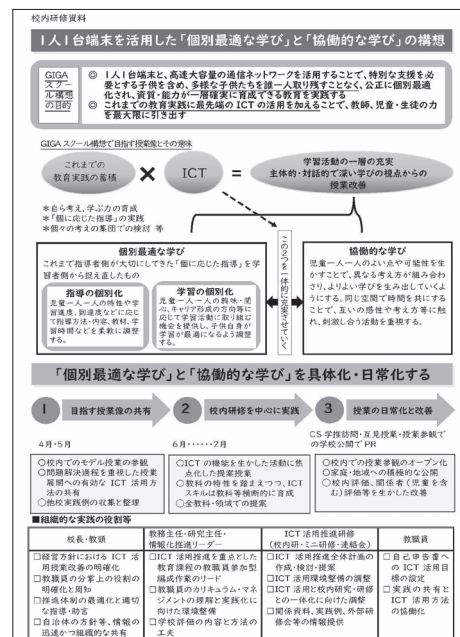 校内研修資料
1人1台端末を活用した「個別最適な学び」と「協働的な学び」の構想
GIGA
スクー
ル構想
の目的
◎ 1人1台端末と、高速大容量の通信ネットワークを活用することで、特別な支援を必
要とする子供を含め、多様な子供たちを誰一人取り残すことなく、公正に個別最適
化され、資質・能力が一層確実に育成できる教育を実践する
◎ これまでの教育実践に最先端の ICT の活用を加えることで、教師、児童・生徒の力
を最大限に引き出す
GIGAスクール構想で目指す授業像とその意味
これまでの
教育実践の蓄積
×
ICT
=
学習活動の一層の充実
主体的・対話的で深い学びの視点からの
授業改善
*自ら考え、学ぶ力の育成
*「個に応じた指導」の実践
*個々の考えの集団での検討 等
個別最適な学び
これまで指導者側が大切にしてきた「個に応じた指導」を学
習者側から捉え直したもの
指導の個別化
児童一人一人の特性や学
習進度、到達度などに応じ
て指導方法・内容、教材、学
習時間などを柔軟に調整
する。
学習の個別化
児童一人一人の興味・関
心、キャリア形成の方向等に
応じて学習活動に取り組む
機会を提供し、子供自身が
学習が最適になるよう調整
する。
この2つを一体的に充実させていく
協働的な学び
児童一人一人のよい点や可能性を生
かすことで、異なる考え方が組み合わ
さり、よりよい学びを生み出していくよ
うにする。同じ空間で時間を共にする
ことで、互いの感性や考え方等に触
れ、刺激し合う活動を重視する。
「個別最適な学び」と「協働的な学び」を具体化・日常化する
1 目指す授業像の共有
2 校内研修を中心に実践
3 授業の日常化と改善
4月・5月
6月・・・・・・2月
CS学推訪問・互見授業・授業参観で
の学校公開でPR
○校内でのモデル授業の参観
○問題解決過程を重視した授業
展開への有効な ICT 活用方法
の共有
○他校実践例の収集と整理
○ICT の機能を生かした活動に焦
点化した提案授業
○教科の特性を踏まえつつ、ICT
スキルは教科等横断的に育成
○全教科・領域での提案
○校内での授業参観のオープン化
○家庭・地域への積極的な公開
○校内評価、関係者（児童を含
む）評価等を生かした改善
■組織的な実践の役割等
校長・教頭
教務主任・研究主任・
情報化推進リーダー
ICT 活用推進研修
（校内研・ミニ研修・連絡会）
教職員
□経営方針における ICT 活
用授業改善の明確化
□教職員の分掌上の役割の
明確化と周知
□推進体制の最適化と適切
な指導・助言
□自治体の方針等、情報の
迅速かつ組織的な共有
□ICT 活用推進を重点とした
教育課程の教職員参加型
編成作業のリード
□教職員のカリキュラム・マネ
ジメントの理解と実践化に
向けた環境整備
□学校評価の内容と方法の
工夫
□ICT 活用推進全体計画の
作成・検討・提案
□ICT 活用環境整備の調整
□ICT 活用と校内研究・研修
との一体化に向けた調整
□関係資料、実践例、外部研
修会等の情報提供
□自己申告書へ
の ICT 活用目
標の設定
□実践の共有と
ICT 活用方法
の協働化